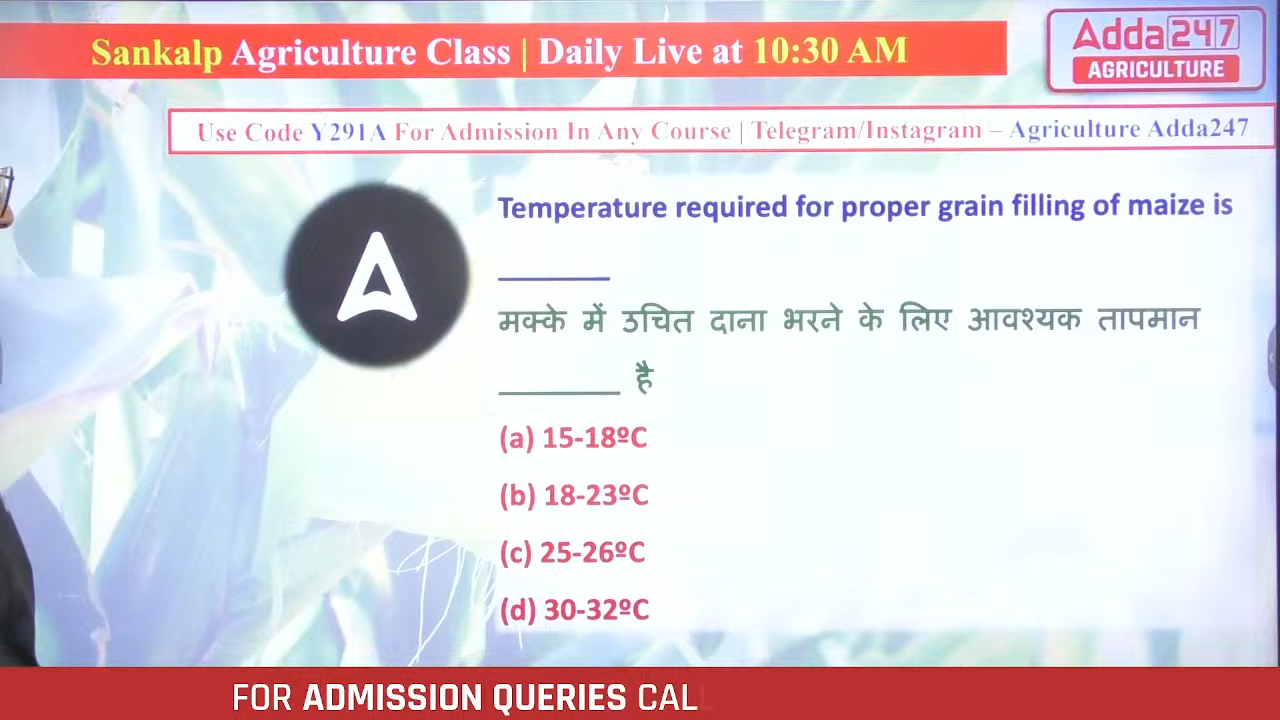 Sankalp Agriculture Class | Daily Live at 10:30 AM
Adda247
AGRICULTURE
Use Code Y291A For Admission In Any Course | Telegram/Instagram – Agriculture Adda247
Temperature required for proper grain filling of maize is
_________
मक्के में उचित दाना भरने के लिए आवश्यक तापमान
_________ है
(a) 15-18ºC
(b) 18-23ºC
(c) 25-26ºC
(d) 30-32ºC
FOR ADMISSION QUERIES CAL